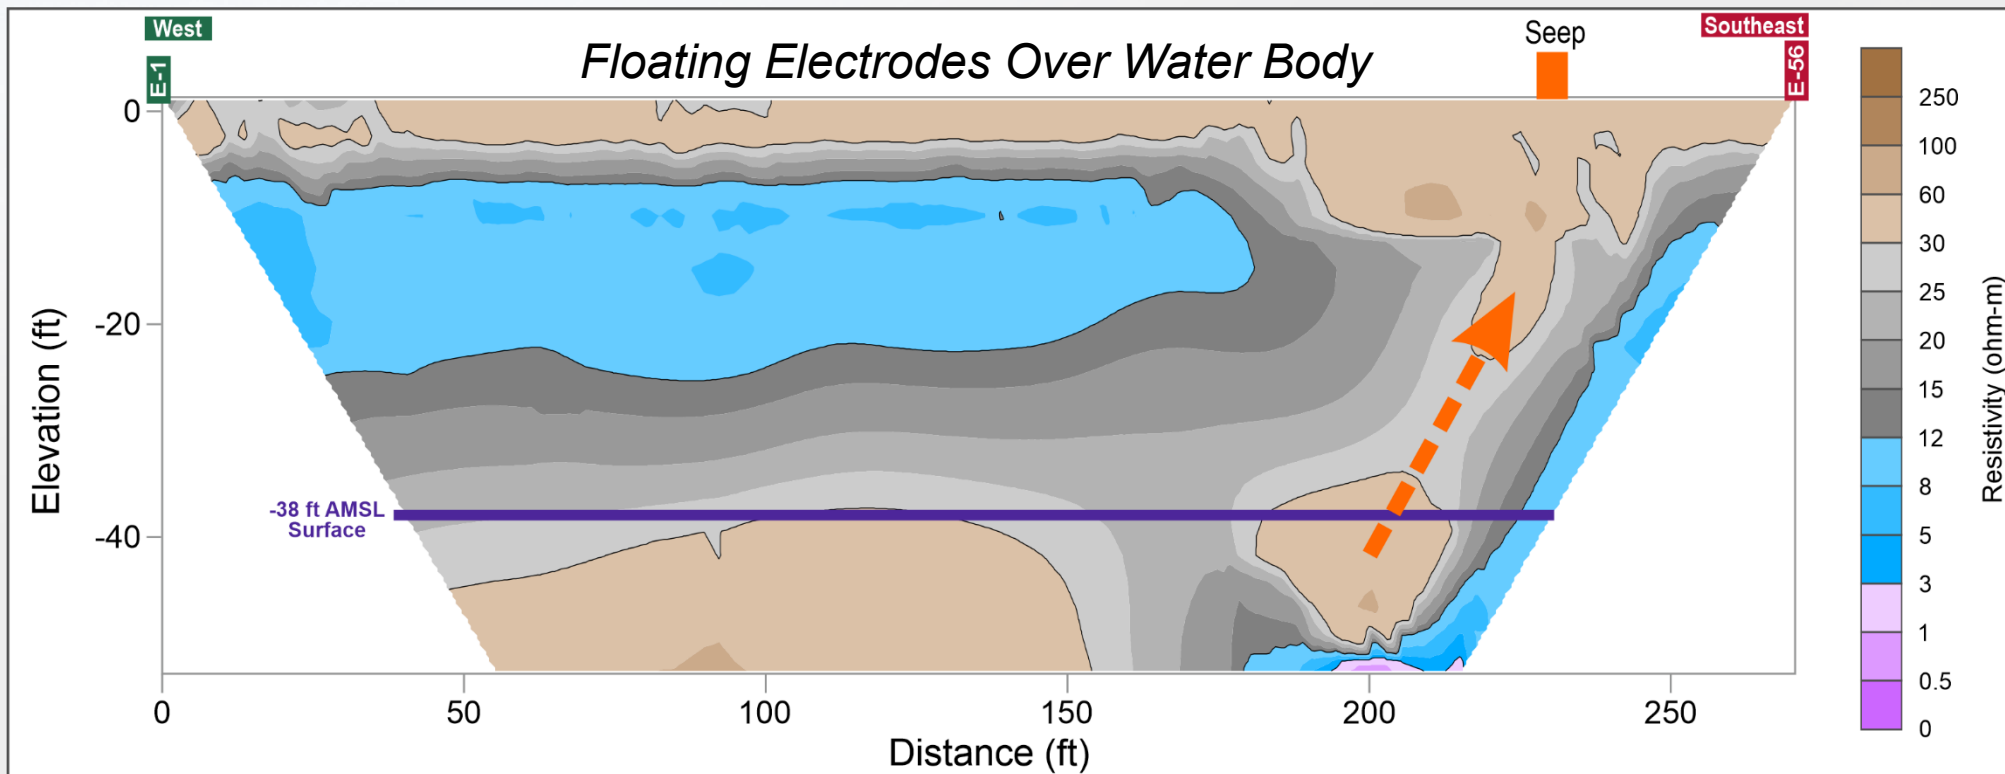 West
Southeast
E-1
E-56
Floating Electrodes Over Water Body
Seep
0
-20
-40
Elevation (ft)
-38 ft AMSL
Surface
0
50
100
150
200
250
Distance (ft)
250
100
60
30
25
20
15
12
8
5
3
1
0.5
0
Resistivity (ohm-m)